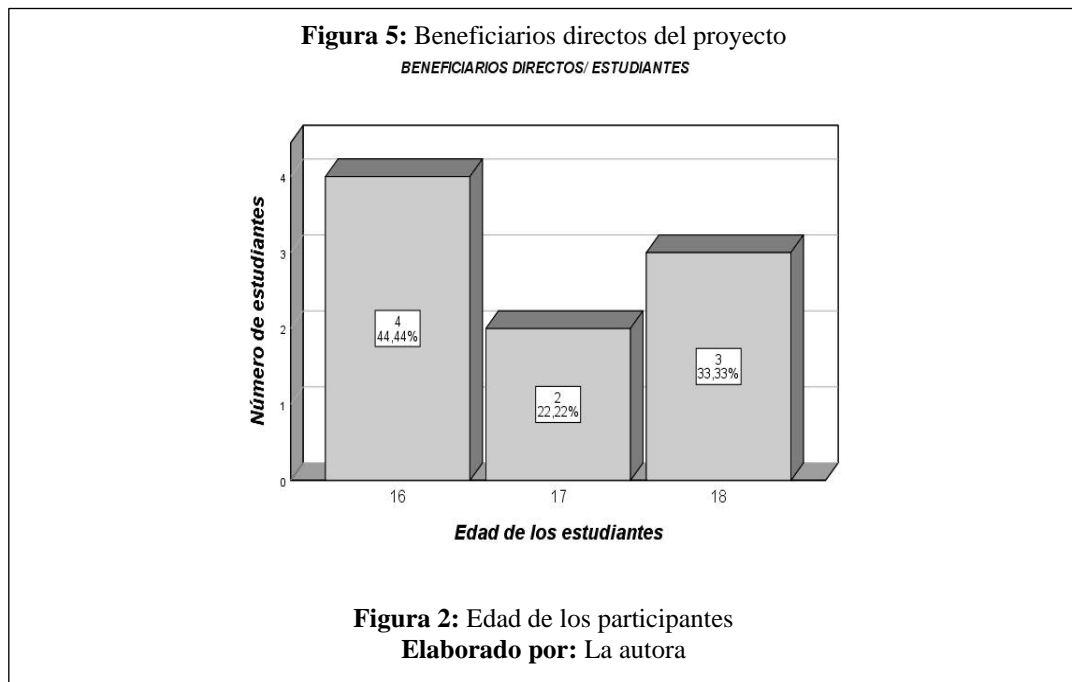 Figura 5: Beneficiarios directos del proyecto
BENEFICIARIOS DIRECTOS/ ESTUDIANTES
Número de estudiantes
4
3
2
1
0
4
44,44%
2
22,22%
3
33,33%
16
17
18
Edad de los estudiantes
Figura 2: Edad de los participantes
Elaborado por: La autora